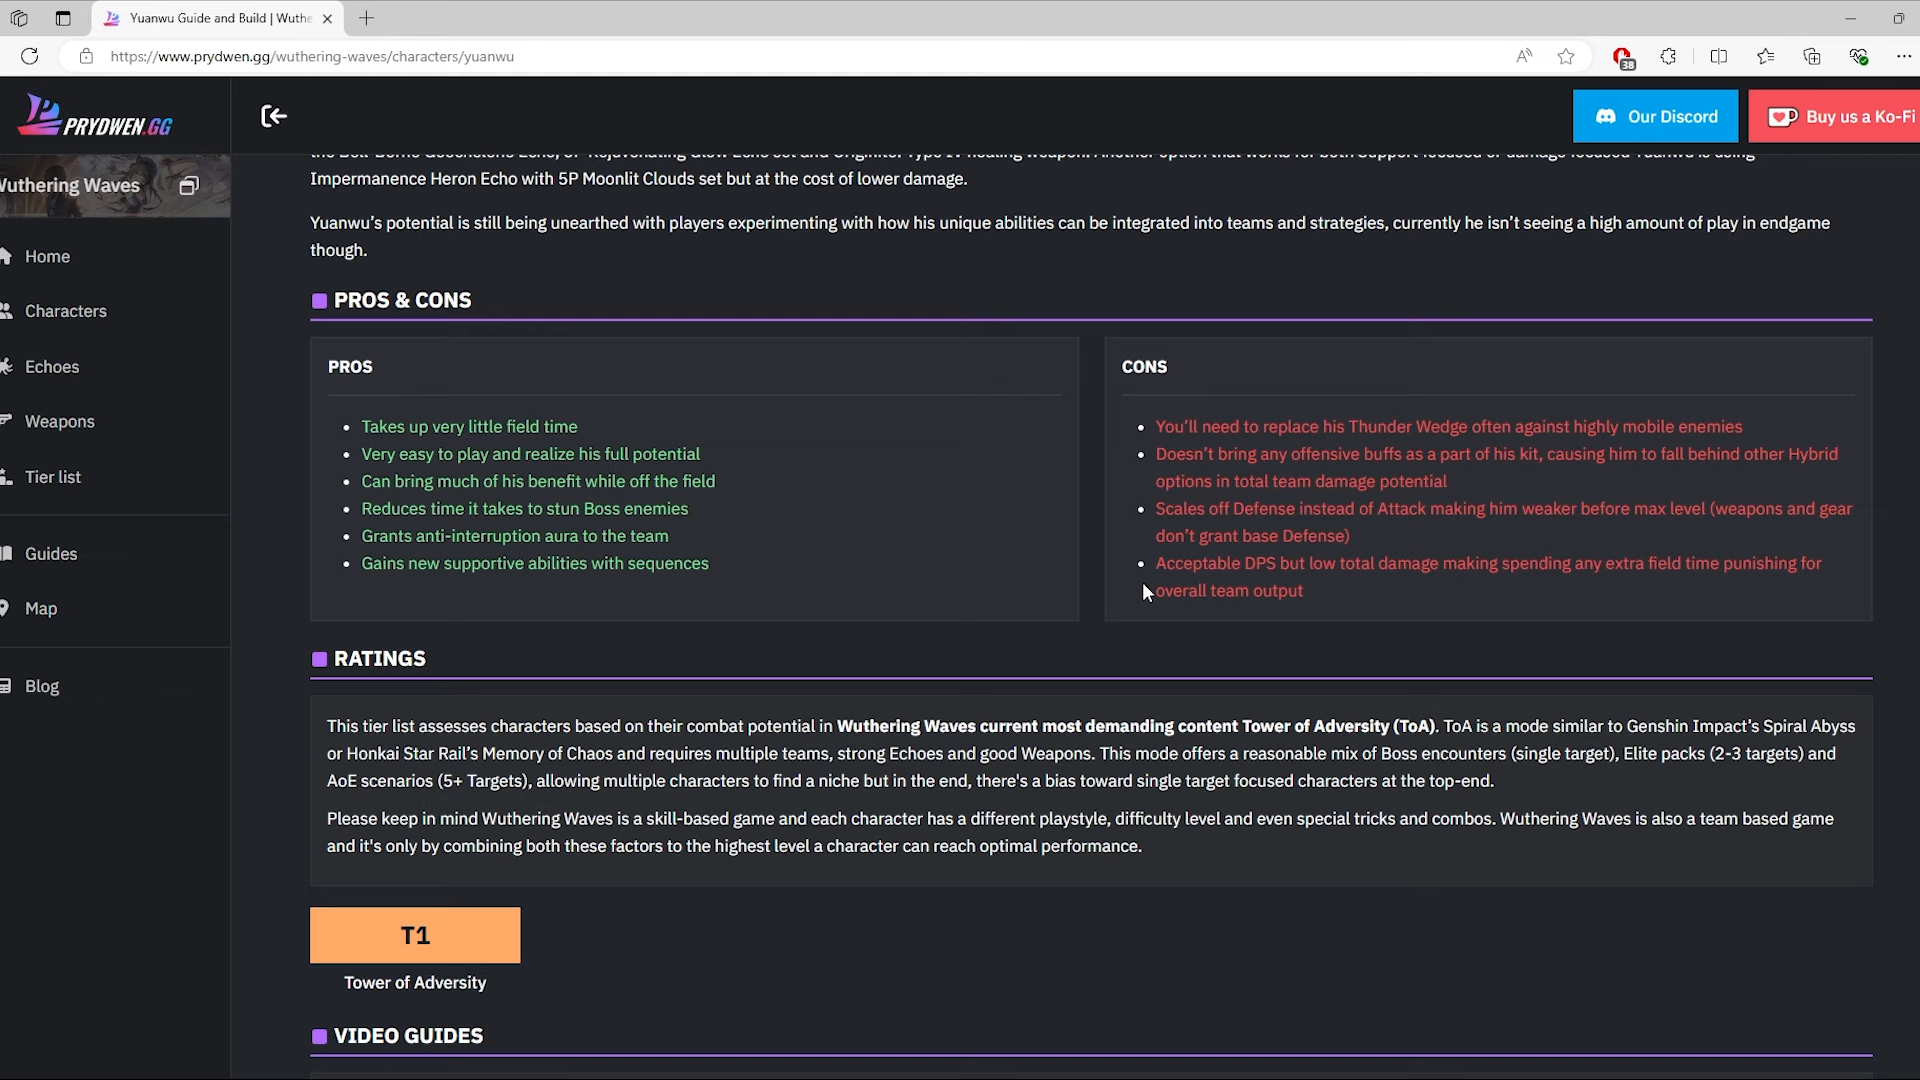 Yuanwu Guide and Build | Wuthe
https://www.prydwen.gg/wuthering-waves/characters/yuanwu
38
PRYDWEN.GG
Our Discord
Buy us a Ko-Fi
Wuthering Waves
Home
Characters
Echoes
Weapons
Tier list
Guides
Map
Blog
Impermanence Heron Echo with 5P Moonlit Clouds set but at the cost of lower damage.
Yuanwu's potential is still being unearthed with players experimenting with how his unique abilities can be integrated into teams and strategies, currently he isn't seeing a high amount of play in endgame
though.
PROS & CONS
PROS
Takes up very little field time
Very easy to play and realize his full potential
Can bring much of his benefit while off the field
Reduces time it takes to stun Boss enemies
Grants anti-interruption aura to the team
Gains new supportive abilities with sequences
CONS
You'll need to replace his Thunder Wedge often against highly mobile enemies
Doesn't bring any offensive buffs as a part of his kit, causing him to fall behind other Hybrid
options in total team damage potential
Scales off Defense instead of Attack making him weaker before max level (weapons and gear
don't grant base Defense)
Acceptable DPS but low total damage making spending any extra field time punishing for
overall team output
RATINGS
This tier list assesses characters based on their combat potential in Wuthering Waves current most demanding content Tower of Adversity (ToA). ToA is a mode similar to Genshin Impact's Spiral Abyss
or Honkai Star Rail's Memory of Chaos and requires multiple teams, strong Echoes and good Weapons. This mode offers a reasonable mix of Boss encounters (single target), Elite packs (2-3 targets) and
AoE scenarios (5+ Targets), allowing multiple characters to find a niche but in the end, there's a bias toward single target focused characters at the top-end.
Please keep in mind Wuthering Waves is a skill-based game and each character has a different playstyle, difficulty level and even special tricks and combos. Wuthering Waves is also a team based game
and it's only by combining both these factors to the highest level a character can reach optimal performance.
T1
Tower of Adversity
VIDEO GUIDES